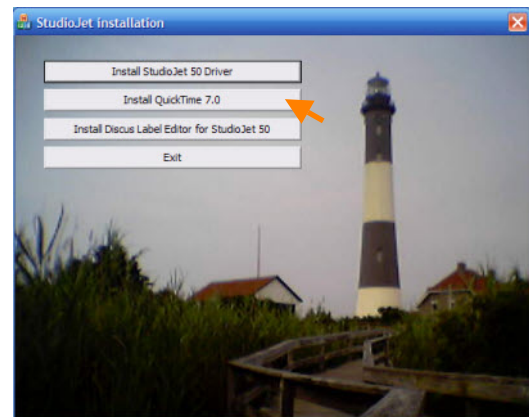 StudioJet installation
Install StudioJet 50 Driver
Install QuickTime 7.0
Install Discus Label Editor for StudioJet 50
Exit